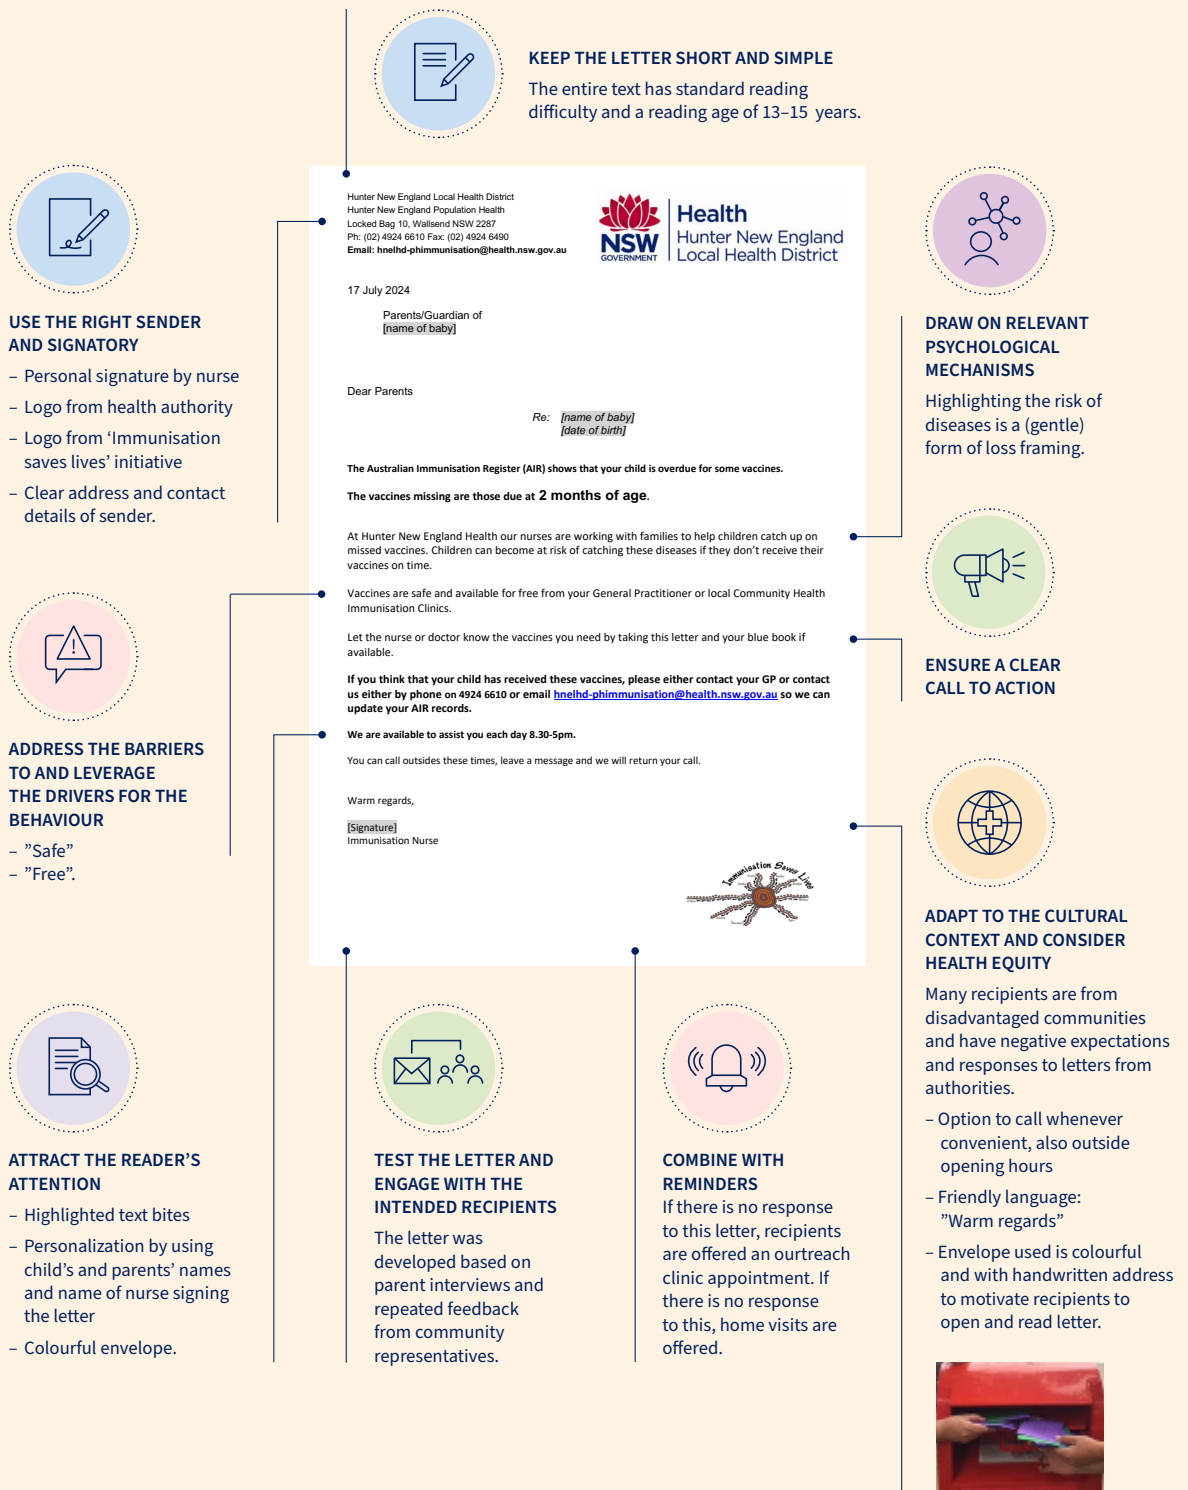 KEEP THE LETTER SHORT AND SIMPLE
The entire text has standard reading
difficulty and a reading age of 13–15 years.
USE THE RIGHT SENDER
AND SIGNATORY
– Personal signature by nurse
– Logo from health authority
– Logo from ‘Immunisation
saves lives’ initiative
– Clear address and contact
details of sender.
ADDRESS THE BARRIERS
TO AND LEVERAGE
THE DRIVERS FOR THE
BEHAVIOUR
– ”Safe”
– ”Free”.
ATTRACT THE READER’S
ATTENTION
– Highlighted text bites
– Personalization by using
child’s and parents’ names
and name of nurse signing
the letter
– Colourful envelope.
Hunter New England Local Health District
Hunter New England Population Health
Locked Bag 10, Wallsend NSW 2287
Ph: (02) 4924 6610 Fax: (02) 4924 6490
Email: hnelhd-phimmunisation@health.nsw.gov.au
NSW
GOVERNMENT
Health
Hunter New England
Local Health District
17 July 2024
Parents/Guardian of
[name of baby]
Dear Parents
Re: [name of baby]
[date of birth]
The Australian Immunisation Register (AIR) shows that your child is overdue for some vaccines.
The vaccines missing are those due at 2 months of age.
At Hunter New England Health our nurses are working with families to help children catch up on
missed vaccines. Children can become at risk of catching these diseases if they don’t receive their
vaccines on time.
Vaccines are safe and available for free from your General Practitioner or local Community Health
Immunisation Clinics.
Let the nurse or doctor know the vaccines you need by taking this letter and your blue book if
available.
If you think that your child has received these vaccines, please either contact your GP or contact
us either by phone on 4924 6610 or email hnelhd-phimmunisation@health.nsw.gov.au so we can
update your AIR records.
We are available to assist you each day 8.30-5pm.
You can call outsides these times, leave a message and we will return your call.
Warm regards,
[Signature]
Immunisation Nurse
Immunisation Saves Lives
TEST THE LETTER AND
ENGAGE WITH THE
INTENDED RECIPIENTS
The letter was
developed based on
parent interviews and
repeated feedback
from community
representatives.
COMBINE WITH
REMINDERS
If there is no response
to this letter, recipients
are offered an ourtreach
clinic appointment. If
there is no response
to this, home visits are
offered.
DRAW ON RELEVANT
PSYCHOLOGICAL
MECHANISMS
Highlighting the risk of
diseases is a (gentle)
form of loss framing.
ENSURE A CLEAR
CALL TO ACTION
ADAPT TO THE CULTURAL
CONTEXT AND CONSIDER
HEALTH EQUITY
Many recipients are from
disadvantaged communities
and have negative expectations
and responses to letters from
authorities.
– Option to call whenever
convenient, also outside
opening hours
– Friendly language:
”Warm regards”
– Envelope used is colourful
and with handwritten address
to motivate recipients to
open and read letter.